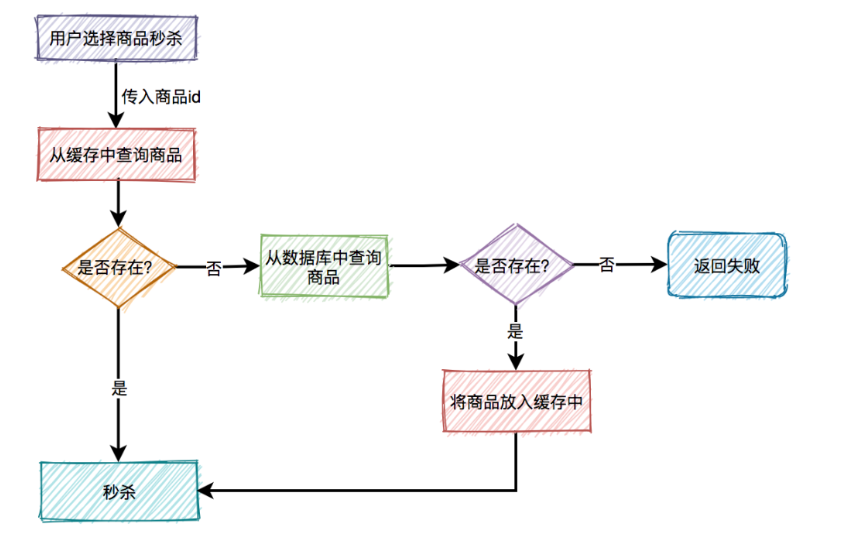 用户选择商品秒杀
传入商品id
从缓存中查询商品
是否存在?
否
从数据库中查询
商品
是否存在?
否
返回失败
是
是
将商品放入缓存中
秒杀